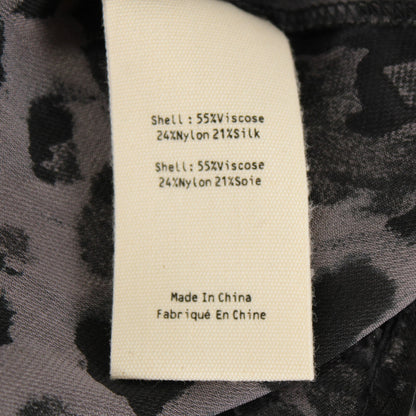 Shell : 55%Viscose
24%Nylon 21%Silk
Shell: 55%Viscose
24%Nylon 21%Soie
Made In China
Fabriqué En Chine